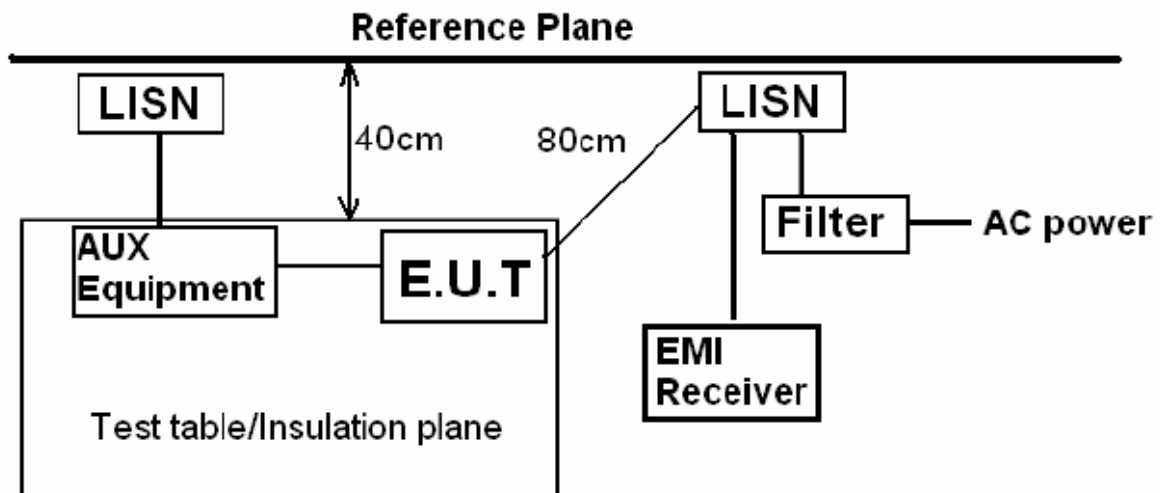 Reference Plane
LISN
LISN
40cm
80cm
Filter
AC power
AUX
Equipment
E.U.T
EMI
Receiver
Test table/Insulation plane